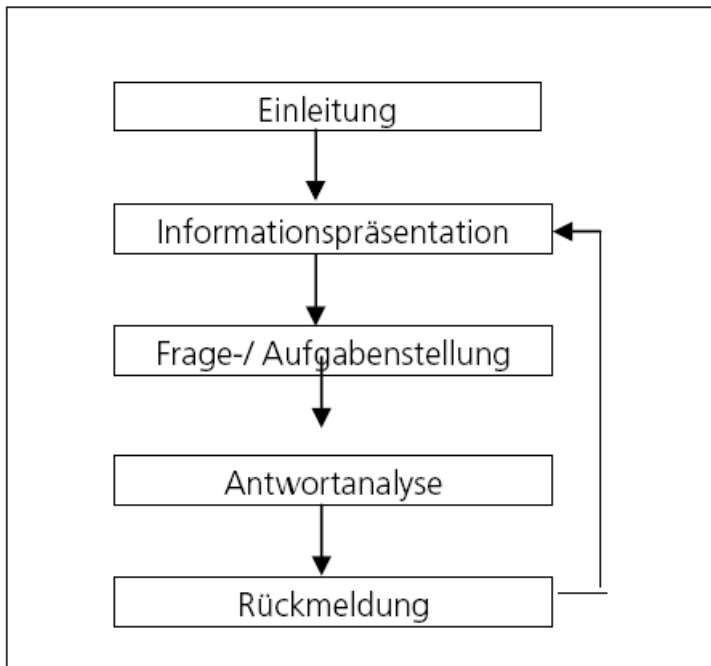 Einleitung
Informationspräsentation
Frage-/ Aufgabenstellung
Antwortanalyse
Rückmeldung